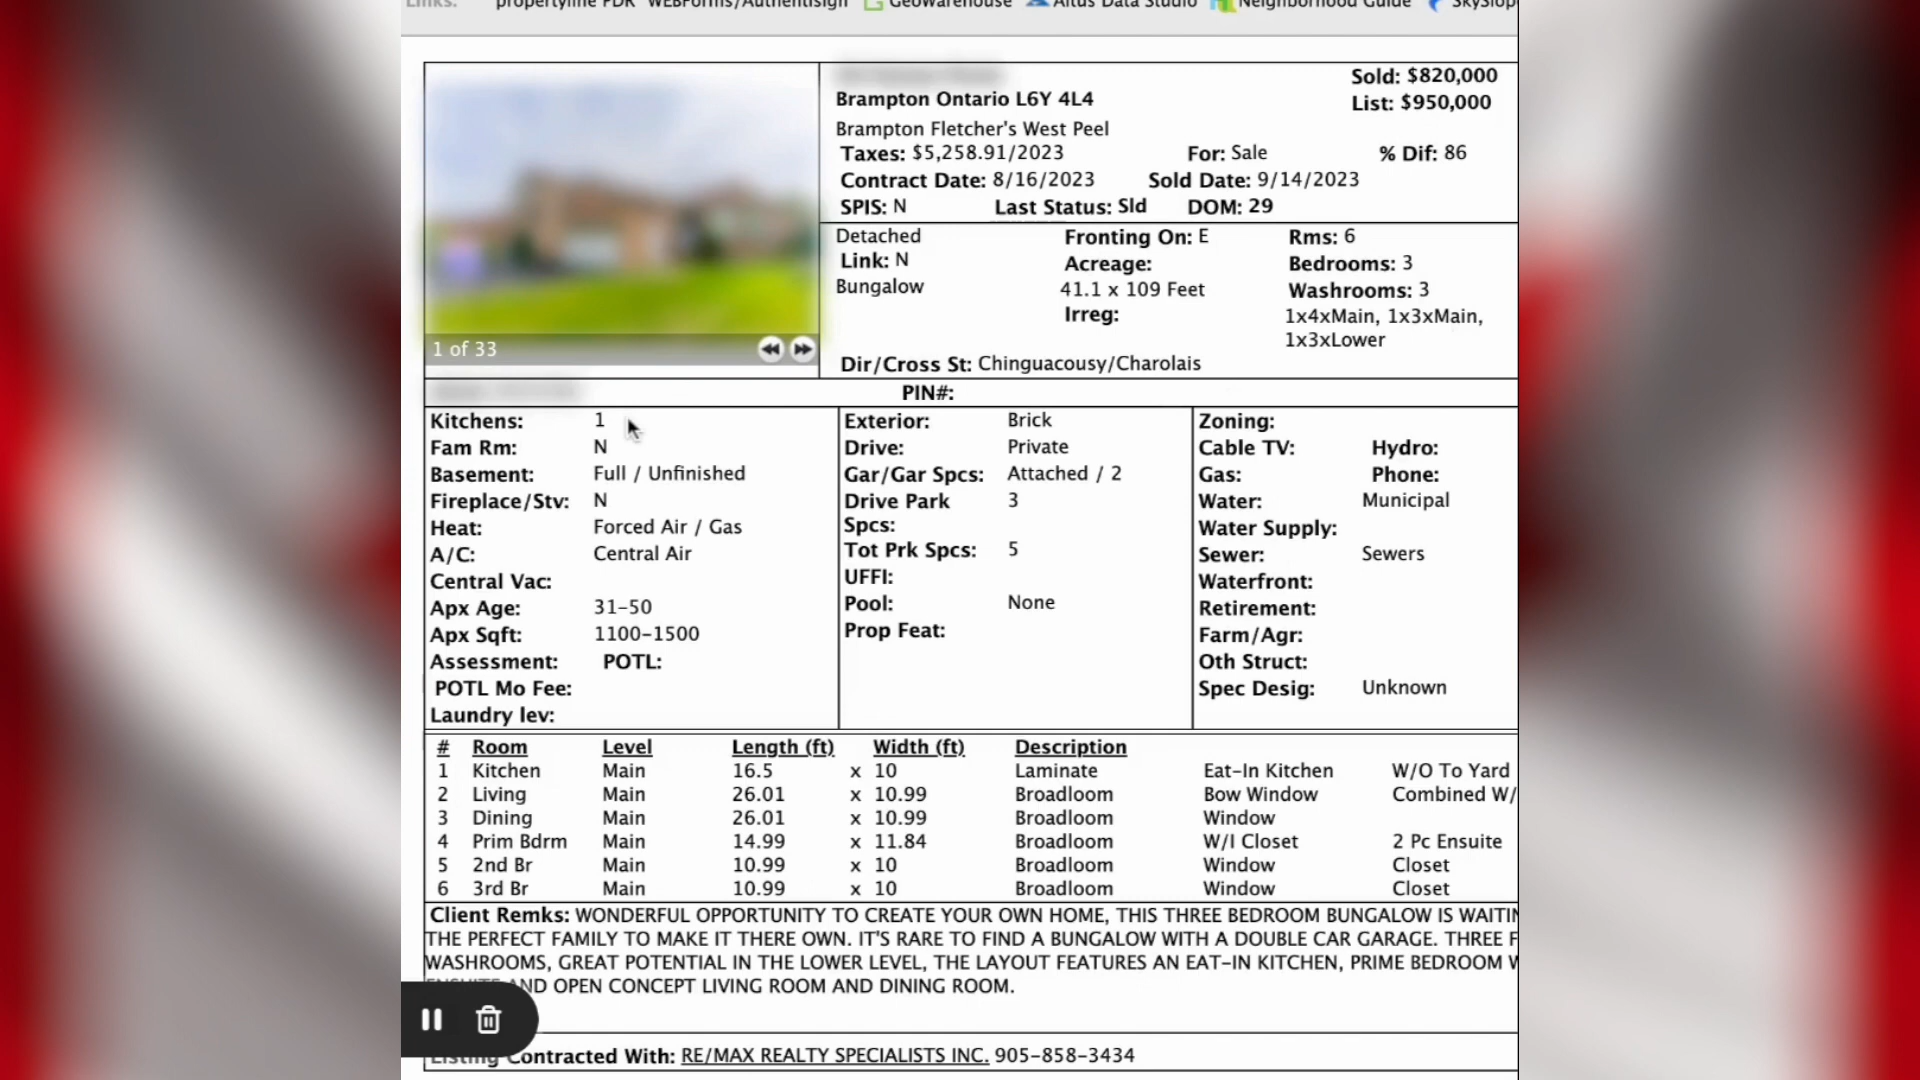 Links: propertyline PDR WEBForms/Authentisign GeoWarehouse Altus Data Studio Neighborhood Guide SkySlope
Sold: $820,000
Brampton Ontario L6Y 4L4 List: $950,000
Brampton Fletcher's West Peel
Taxes: $5,258.91/2023 For: Sale % Dif: 86
Contract Date: 8/16/2023 Sold Date: 9/14/2023
SPIS: N Last Status: Sld DOM: 29
Detached Fronting On: E Rms: 6
Link: N Acreage: Bedrooms: 3
Bungalow 41.1 x 109 Feet Washrooms: 3
Irreg: 1x4xMain, 1x3xMain,
1x3xLower
1 of 33
Dir/Cross St: Chinguacousy/Charolais
PIN#:
Kitchens: 1 Exterior: Brick Zoning:
Fam Rm: N Drive: Private Cable TV: Hydro:
Basement: Full / Unfinished Gar/Gar Spcs: Attached / 2 Gas: Phone:
Fireplace/Stv: N Drive Park 3 Water: Municipal
Heat: Forced Air / Gas Spcs: Water Supply:
A/C: Central Air Tot Prk Spcs: 5 Sewer: Sewers
Central Vac: UFFI: Waterfront:
Apx Age: 31-50 Pool: None Retirement:
Apx Sqft: 1100-1500 Prop Feat: Farm/Agr:
Assessment: POTL: Oth Struct:
POTL Mo Fee: Spec Desig: Unknown
Laundry lev:
# Room Level Length (ft) Width (ft) Description
1 Kitchen Main 16.5 x 10 Laminate Eat-In Kitchen W/O To Yard
2 Living Main 26.01 x 10.99 Broadloom Bow Window Combined W/
3 Dining Main 26.01 x 10.99 Broadloom Window
4 Prim Bdrm Main 14.99 x 11.84 Broadloom W/I Closet 2 Pc Ensuite
5 2nd Br Main 10.99 x 10 Broadloom Window Closet
6 3rd Br Main 10.99 x 10 Broadloom Window Closet
Client Remks: WONDERFUL OPPORTUNITY TO CREATE YOUR OWN HOME, THIS THREE BEDROOM BUNGALOW IS WAITIN
THE PERFECT FAMILY TO MAKE IT THERE OWN. IT'S RARE TO FIND A BUNGALOW WITH A DOUBLE CAR GARAGE. THREE F
WASHROOMS, GREAT POTENTIAL IN THE LOWER LEVEL, THE LAYOUT FEATURES AN EAT-IN KITCHEN, PRIME BEDROOM W
ENSUITE AND OPEN CONCEPT LIVING ROOM AND DINING ROOM.
Listing Contracted With: RE/MAX REALTY SPECIALISTS INC. 905-858-3434